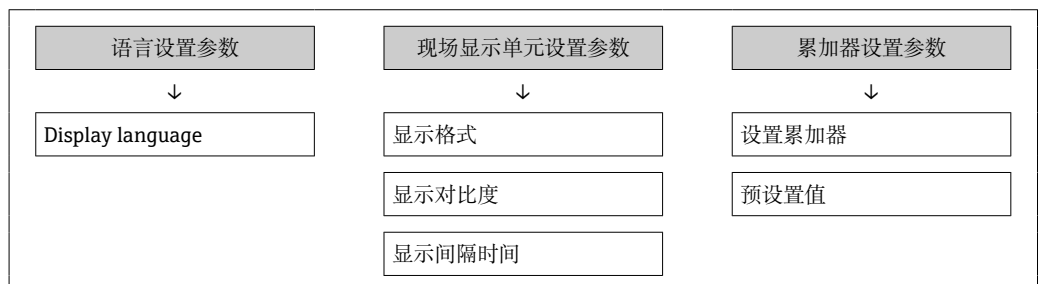 语言设置参数
现场显示单元设置参数
累加器设置参数
↓
↓
↓
Display language
显示格式
设置累加器
显示对比度
预设置值
显示间隔时间